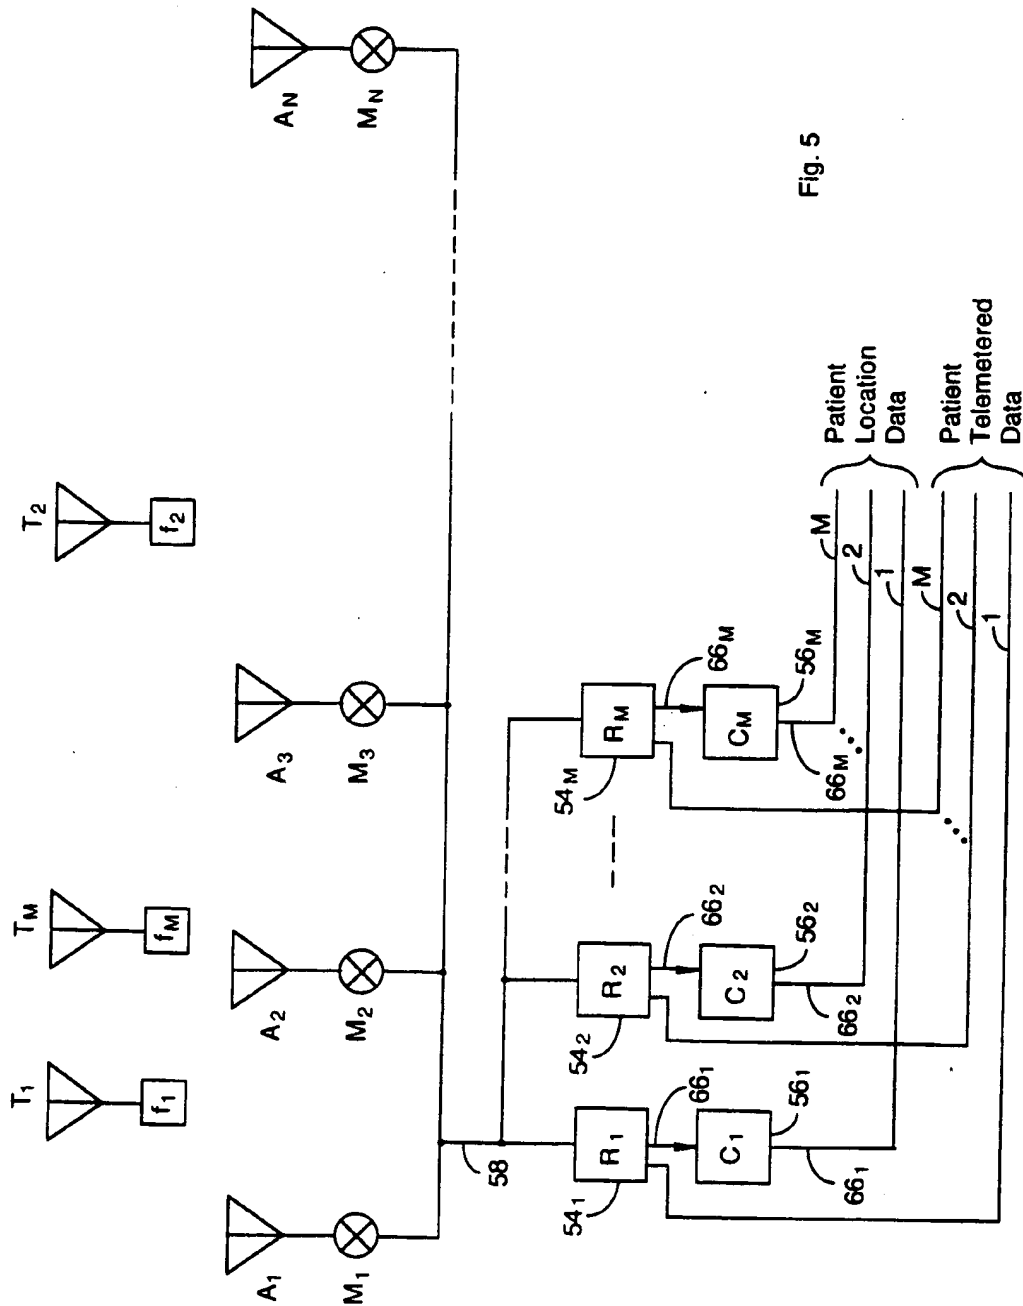 T1
TM
T2
f1
fM
f2
A1
A2
A3
AN
M1
M2
M3
MN
58
R1
R2
RM
541
542
54M
661
662
66M
C1
C2
CM
561
562
56M
661
662
66M
M
2
1
M
2
1
Patient
Location
Data
Patient
Telemetered
Data
Fig. 5